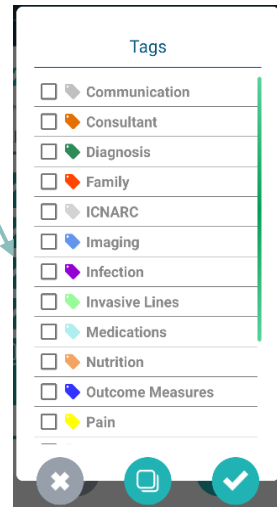 Tags
Communication
Consultant
Diagnosis
Family
ICNARC
Imaging
Infection
Invasive Lines
Medications
Nutrition
Outcome Measures
Pain